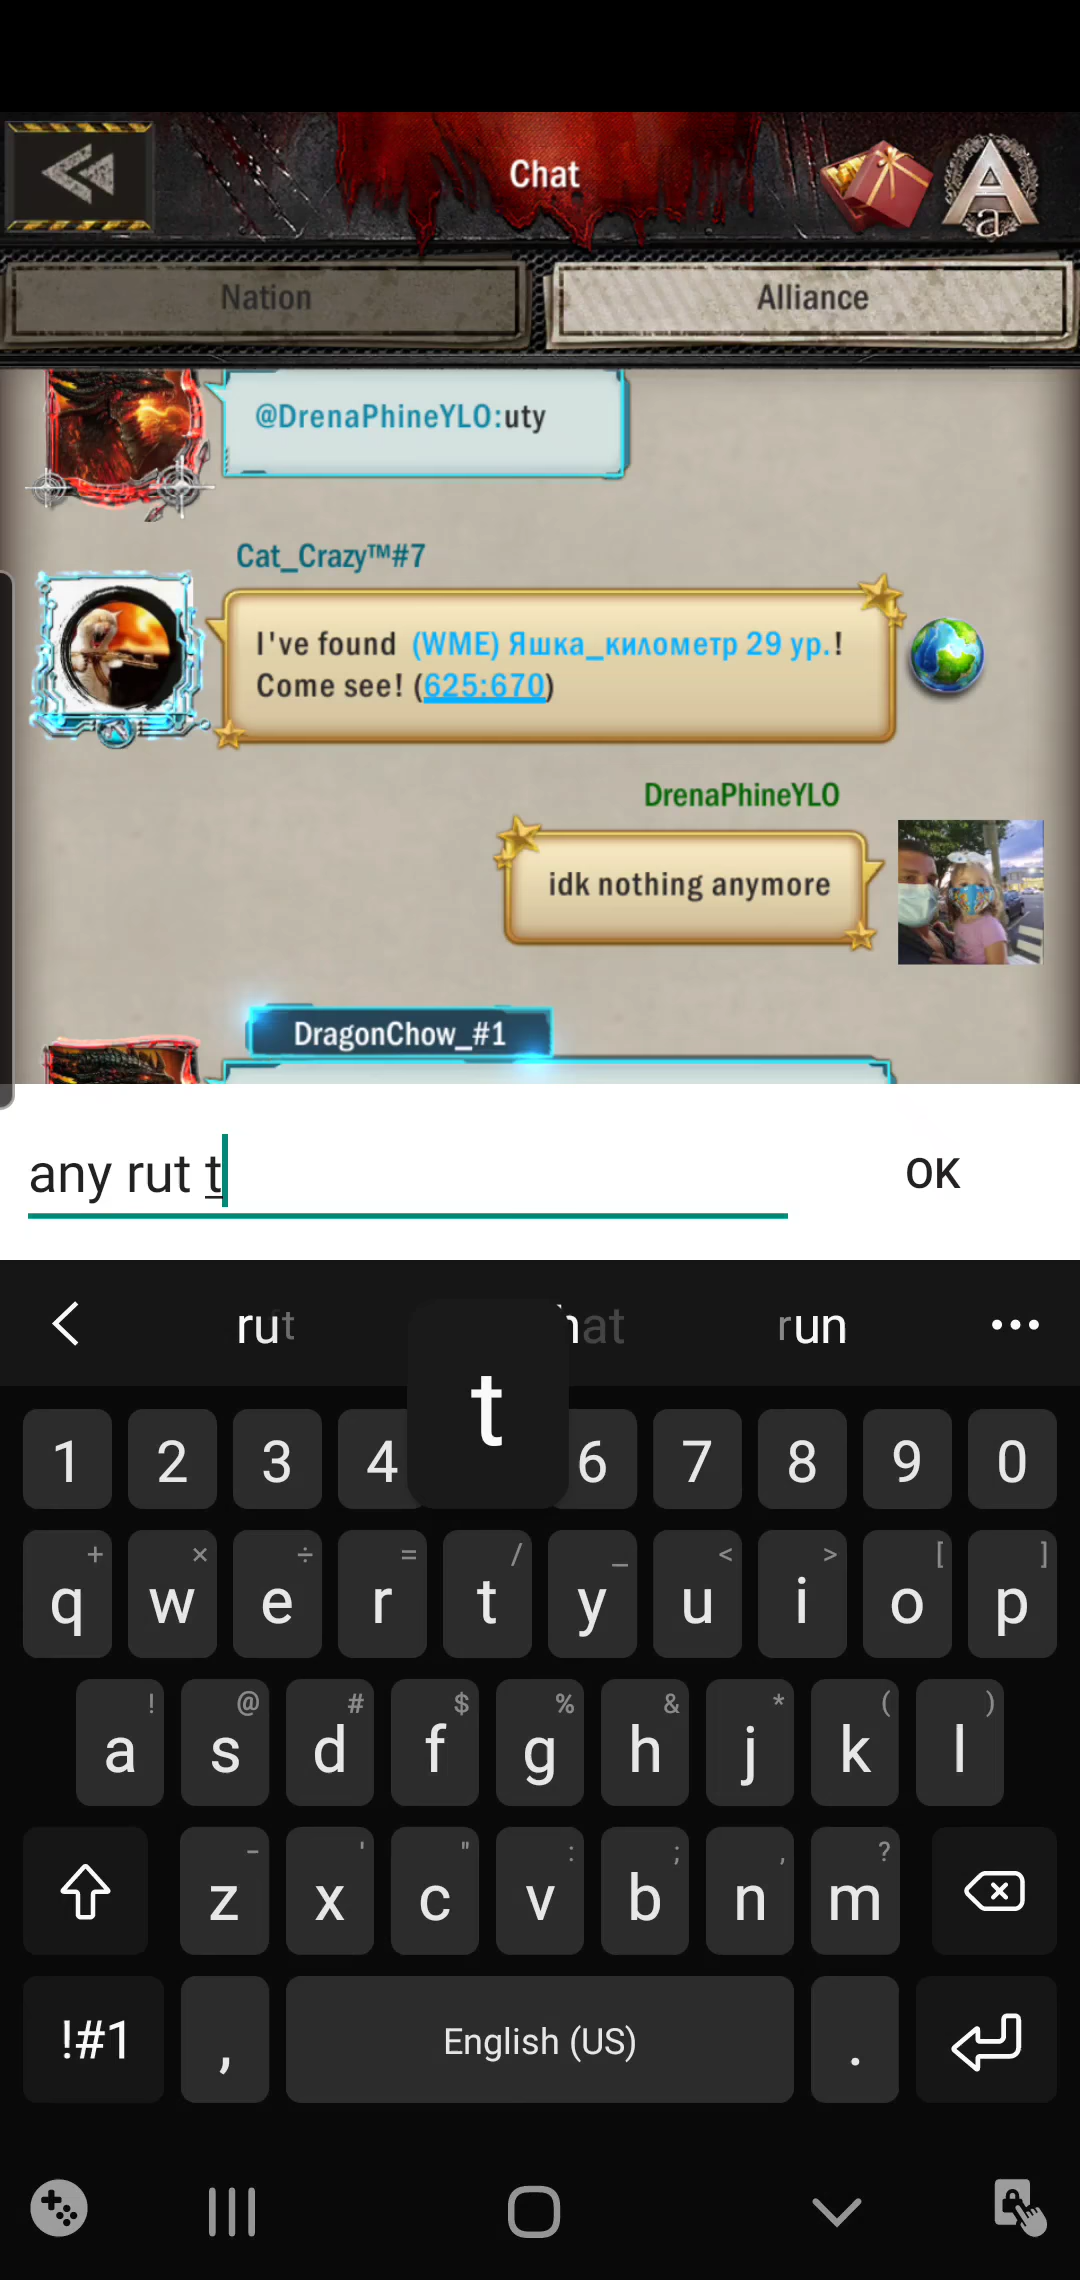 Chat
A
a
Nation
Alliance
@DrenaPhineYLO:uty
Cat_Crazy™#7
I've found (WME) Яшка_километр 29 ур.!
Come see! (625:670)
DrenaPhineYLO
idk nothing anymore
DragonChow_#1
any rut t
OK
rut
hat
run
t
1 2 3 4 6 7 8 9 0
+ × ÷ = / _ < > [ ]
q w e r t y u i o p
! @ # $ % & * ( )
a s d f g h j k l
- ' " : ; , ?
z x c v b n m
!#1 , English (US) .